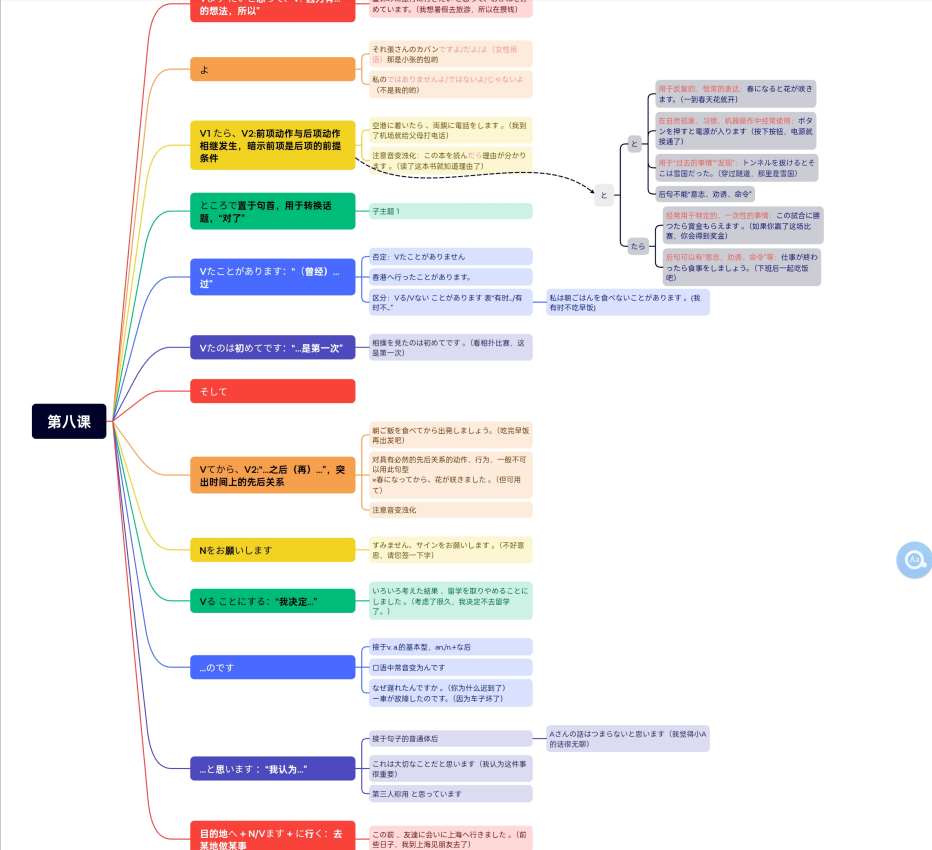 第八课
的想法，所以”
めています。（我想暑假去旅游，所以在攒钱）
よ
それ張さんのカバンですよ/だよ/よ（女性用
语）那是小张的包哟
私のではありませんよ/ではないよ/じゃないよ
（不是我的哟）
V1 たら、V2:前项动作与后项动作
相继发生，暗示前项是后项的前提
条件
空港に着いたら 、両親に電話をします 。（我到
了机场就给父母打电话）
注意音变浊化：この本を読んだら理由が分かり
ます 。（读了这本书就知道理由了）
と
と
用于反复的、恒常的表达：春になると花が咲き
ます。（一到春天花就开）
在自然现象、习惯、机器操作中经常使用：ボタ
ンを押すと電源が入ります（按下按钮，电源就
接通了）
用于“过去的事情”“发现”：トンネルを抜けるとそ
こは雪国だった。（穿过隧道，那里是雪国）
后句不能“意志、劝诱、命令”
たら
经常用于特定的、一次性的事情：この試合に勝
ったら賞金もらえます 。（如果你赢了这场比
赛，你会得到奖金）
后句可以有“意志、劝诱、命令”等：仕事が終わ
ったら食事をしましょう。（下班后一起吃饭
吧）
ところで置于句首，用于转换话
题，“对了”
子主题 1
Vたことがあります：“（曾经）...
过”
否定：Vたことがありません
香港へ行ったことがあります。
区分：Vる/Vない ことがあります 表“有时../有
时不..”
私は朝ごはんを食べないことがあります 。(我
有时不吃早饭)
Vたのは初めてです：“...是第一次”
相撲を見たのは初めてです 。（看相扑比赛，这
是第一次）
そして
Vてから、V2:“...之后（再）...”，突
出时间上的先后关系
朝ご飯を食べてから出発しましょう。（吃完早饭
再出发吧）
对具有必然的先后关系的动作、行为，一般不可
以用此句型
×春になってから、花が咲きました 。（但可用
て）
注意音变浊化
Nをお願いします
すみません、サインをお願いします 。（不好意
思，请您签一下字）
Vる ことにする：“我决定...”
いろいろ考えた結果 、留学を取りやめることに
しました 。（考虑了很久，我决定不去留学
了。）
...のです
接于v. a.的基本型，an/n.+な后
口语中常音变为んです
なぜ遅れたんですか 。（你为什么迟到了）
ー車が故障したのです。（因为车子坏了）
...と思います ：“我认为...”
接于句子的普通体后
Aさんの話はつまらないと思います（我觉得小A
的话很无聊）
これは大切なことだと思います（我认为这件事
很重要）
第三人称用 と思っています
目的地へ + N/Vます + に行く：去
某地做某事
この前 、友達に会いに上海へ行きました 。（前
些日子，我到上海见朋友去了）
Aa